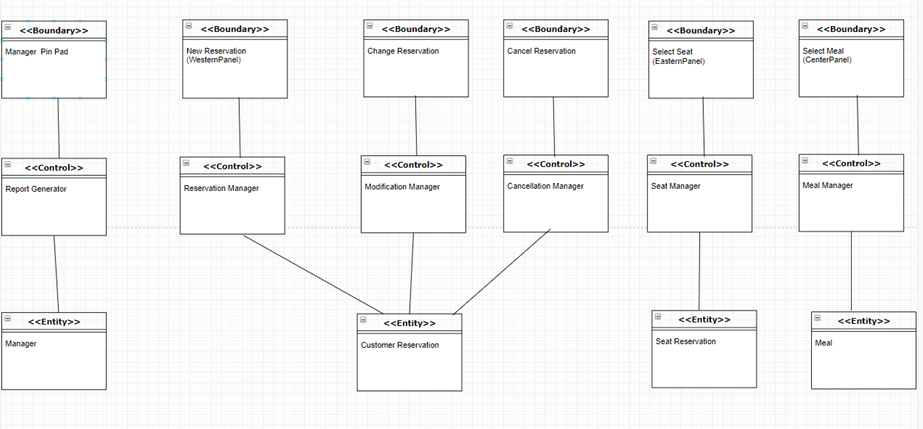 <<Boundary>>
Manager Pin Pad
<<Boundary>>
New Reservation
(WesternPanel)
<<Boundary>>
Change Reservation
<<Boundary>>
Cancel Reservation
<<Boundary>>
Select Seat
(EasternPanel)
<<Boundary>>
Select Meal
(CenterPanel)
<<Control>>
Report Generator
<<Control>>
Reservation Manager
<<Control>>
Modification Manager
<<Control>>
Cancellation Manager
<<Control>>
Seat Manager
<<Control>>
Meal Manager
<<Entity>>
Manager
<<Entity>>
Customer Reservation
<<Entity>>
Seat Reservation
<<Entity>>
Meal